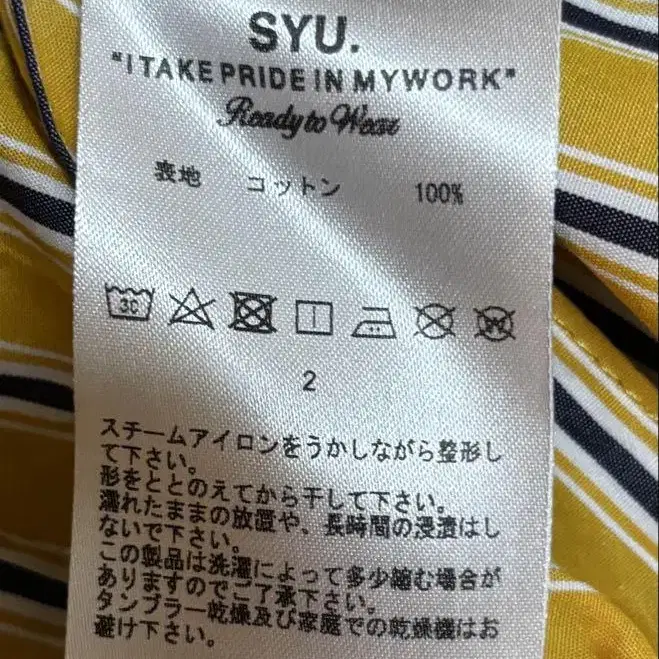 SYU.
"I TAKE PRIDE IN MYWORK"
Ready to Wear
表地 コットン 100%
30
2
スチームアイロンをうかしながら整形し
て下さい。
形をととのえてから干して下さい。
濡れたままの放置や、長時間の浸漬はし
ないで下さい。
この製品は洗濯によって多少縮む場合が
ありますのでご了承下さい。
タンブラー乾燥及び家庭での乾燥機はお
避け下さい。